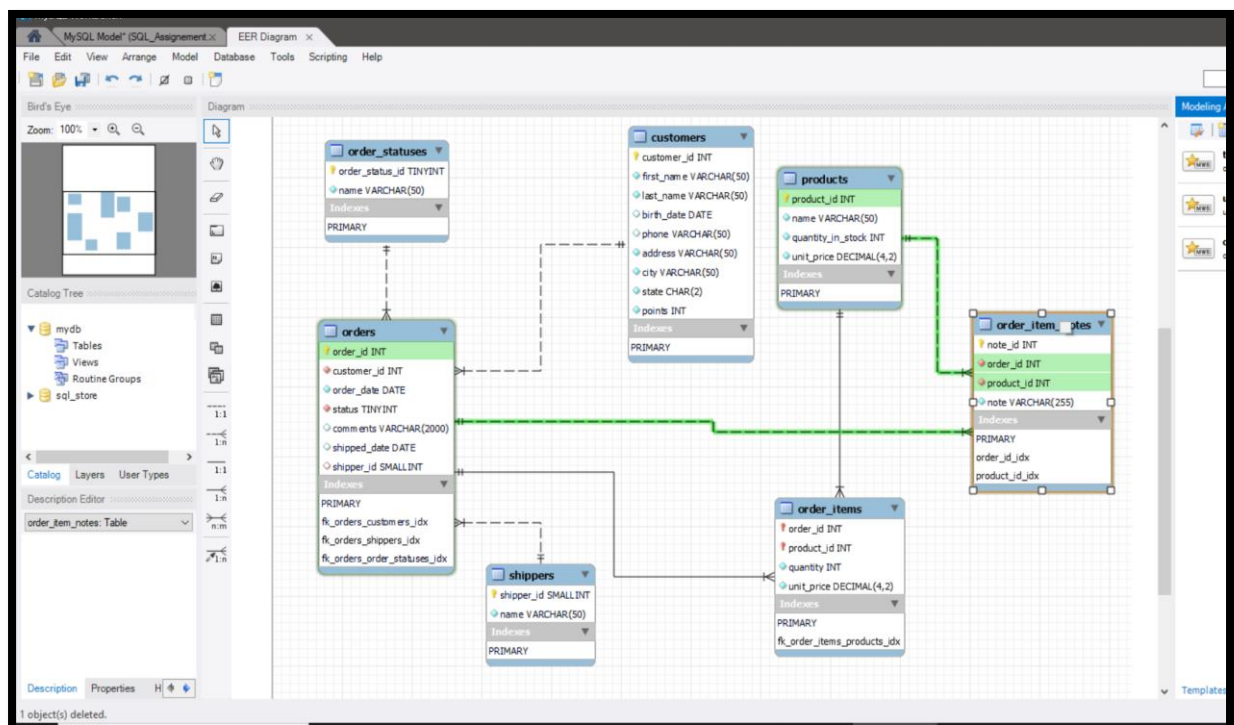 MySQL Model* (SQL_Assignement ×
EER Diagram ×
File Edit View Arrange Model Database Tools Scripting Help
Bird's Eye
Zoom: 100%
Diagram
Modeling A
order_statuses
order_status_id TINYINT
name VARCHAR(50)
Indexes
PRIMARY
customers
customer_id INT
first_name VARCHAR(50)
last_name VARCHAR(50)
birth_date DATE
phone VARCHAR(50)
address VARCHAR(50)
city VARCHAR(50)
state CHAR(2)
points INT
Indexes
PRIMARY
products
product_id INT
name VARCHAR(50)
quantity_in_stock INT
unit_price DECIMAL(4,2)
Indexes
PRIMARY
Catalog Tree
mydb
Tables
Views
Routine Groups
sql_store
Catalog Layers User Types
Description Editor
order_item_notes: Table
Description Properties H
1:1
1:n
1:1
1:n
n:m
1:n
orders
order_id INT
customer_id INT
order_date DATE
status TINYINT
comments VARCHAR(2000)
shipped_date DATE
shipper_id SMALLINT
Indexes
PRIMARY
fk_orders_customers_idx
fk_orders_shippers_idx
fk_orders_order_statuses_idx
shippers
shipper_id SMALLINT
name VARCHAR(50)
Indexes
PRIMARY
order_items
order_id INT
product_id INT
quantity INT
unit_price DECIMAL(4,2)
Indexes
PRIMARY
fk_order_items_products_idx
order_item_notes
note_id INT
order_id INT
product_id INT
note VARCHAR(255)
Indexes
PRIMARY
order_id_idx
product_id_idx
Templates
1 object(s) deleted.